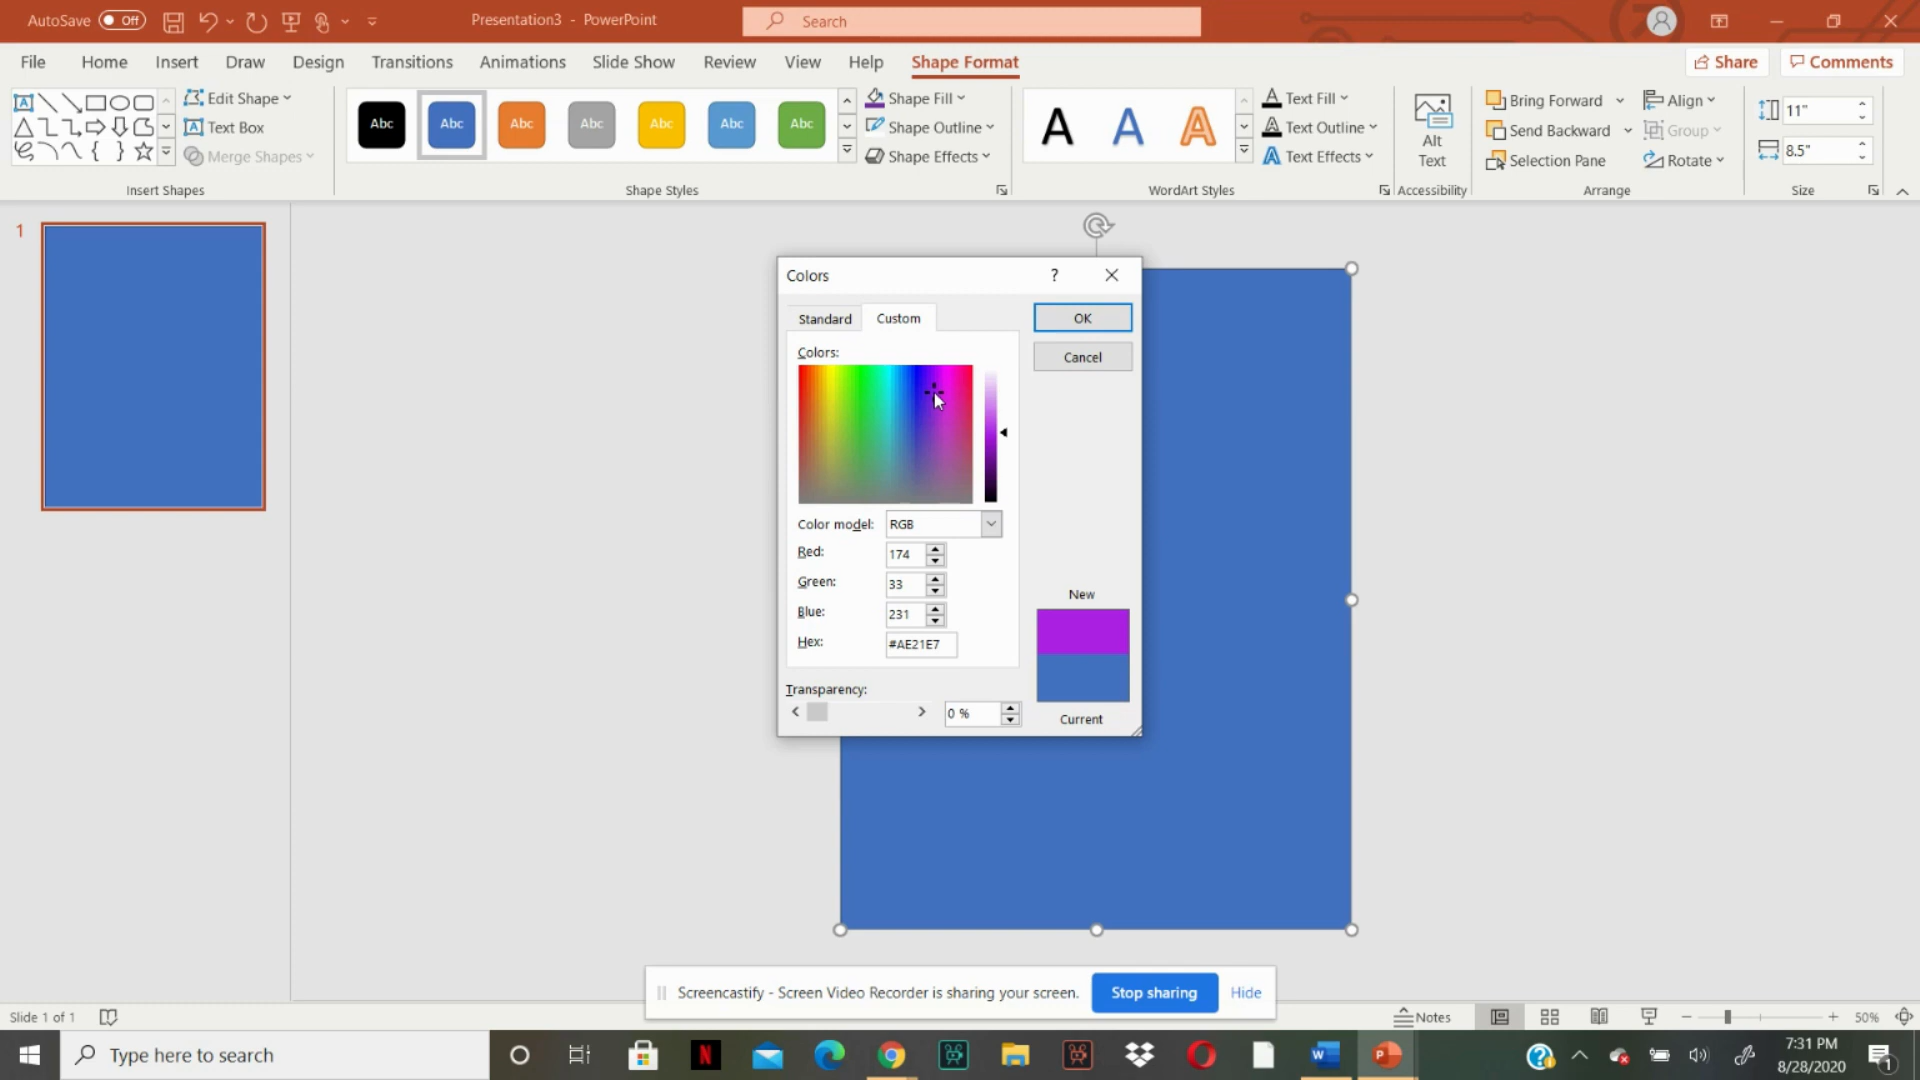 AutoSave Off
Presentation3 - PowerPoint
Search
File Home Insert Draw Design Transitions Animations Slide Show Review View Help Shape Format
Share Comments
Edit Shape
Text Box
Merge Shapes
Insert Shapes
Abc Abc Abc Abc Abc Abc Abc
Shape Fill
Shape Outline
Shape Effects
Shape Styles
A A A
Text Fill
Text Outline
Text Effects
WordArt Styles
Alt
Text
Accessibility
Bring Forward
Send Backward
Selection Pane
Align
Group
Rotate
Arrange
11"
8.5"
Size
1
Colors
?
Standard Custom
OK
Cancel
Colors:
Color model: RGB
Red: 174
Green: 33
Blue: 231
Hex: #AE21E7
New
Current
Transparency:
0 %
Screencastify - Screen Video Recorder is sharing your screen. Stop sharing Hide
Slide 1 of 1
Notes
50%
Type here to search
7:31 PM
8/28/2020
1